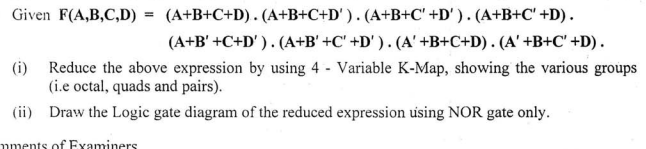 Given F(A,B,C,D) = (A+B+C+D) . (A+B+C+D' ) . (A+B+C' +D' ) . (A+B+C' +D) .
(A+B' +C+D' ) . (A+B' +C' +D' ) . (A' +B+C+D) . (A' +B+C' +D) .
(i) Reduce the above expression by using 4 - Variable K-Map, showing the various groups
(i.e octal, quads and pairs).
(ii) Draw the Logic gate diagram of the reduced expression using NOR gate only.
mments of Examiners